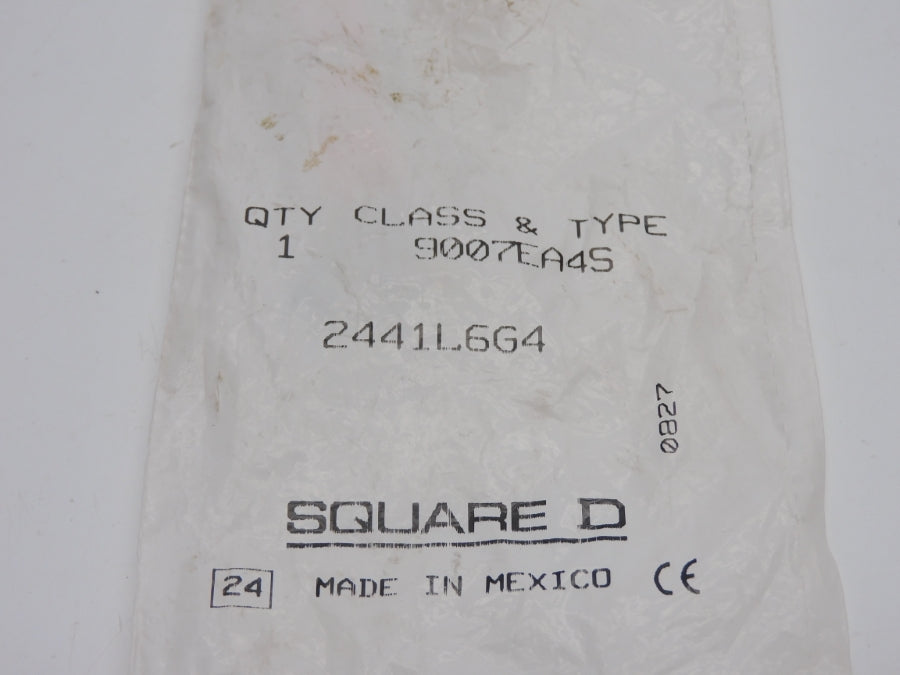 QTY CLASS & TYPE
1 9007EA4S
2441L6G4
0827
SQUARE D
24 MADE IN MEXICO CE